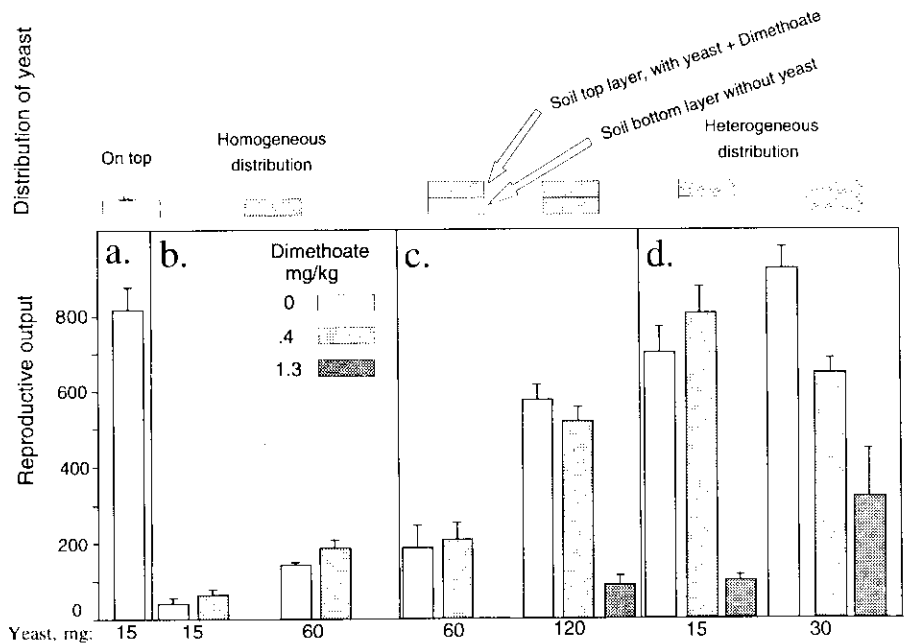 Distribution of yeast
On top
Homogeneous
distribution
Soil top layer, with yeast + Dimethoate
Soil bottom layer without yeast
Heterogeneous
distribution
a.
b.
c.
d.
Dimethoate
mg/kg
0
.4
1.3
Reproductive output
800
600
400
200
0
Yeast, mg: 15 15 60 60 120 15 30